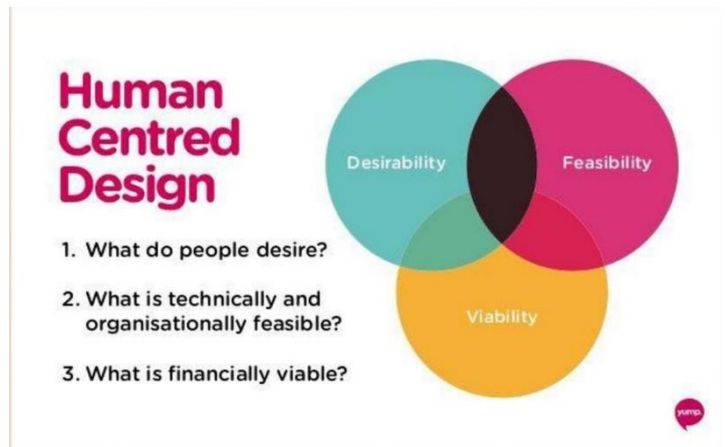 Human
Centred
Design
1. What do people desire?
2. What is technically and
organisationally feasible?
3. What is financially viable?
Desirability
Feasibility
Viability
yump.